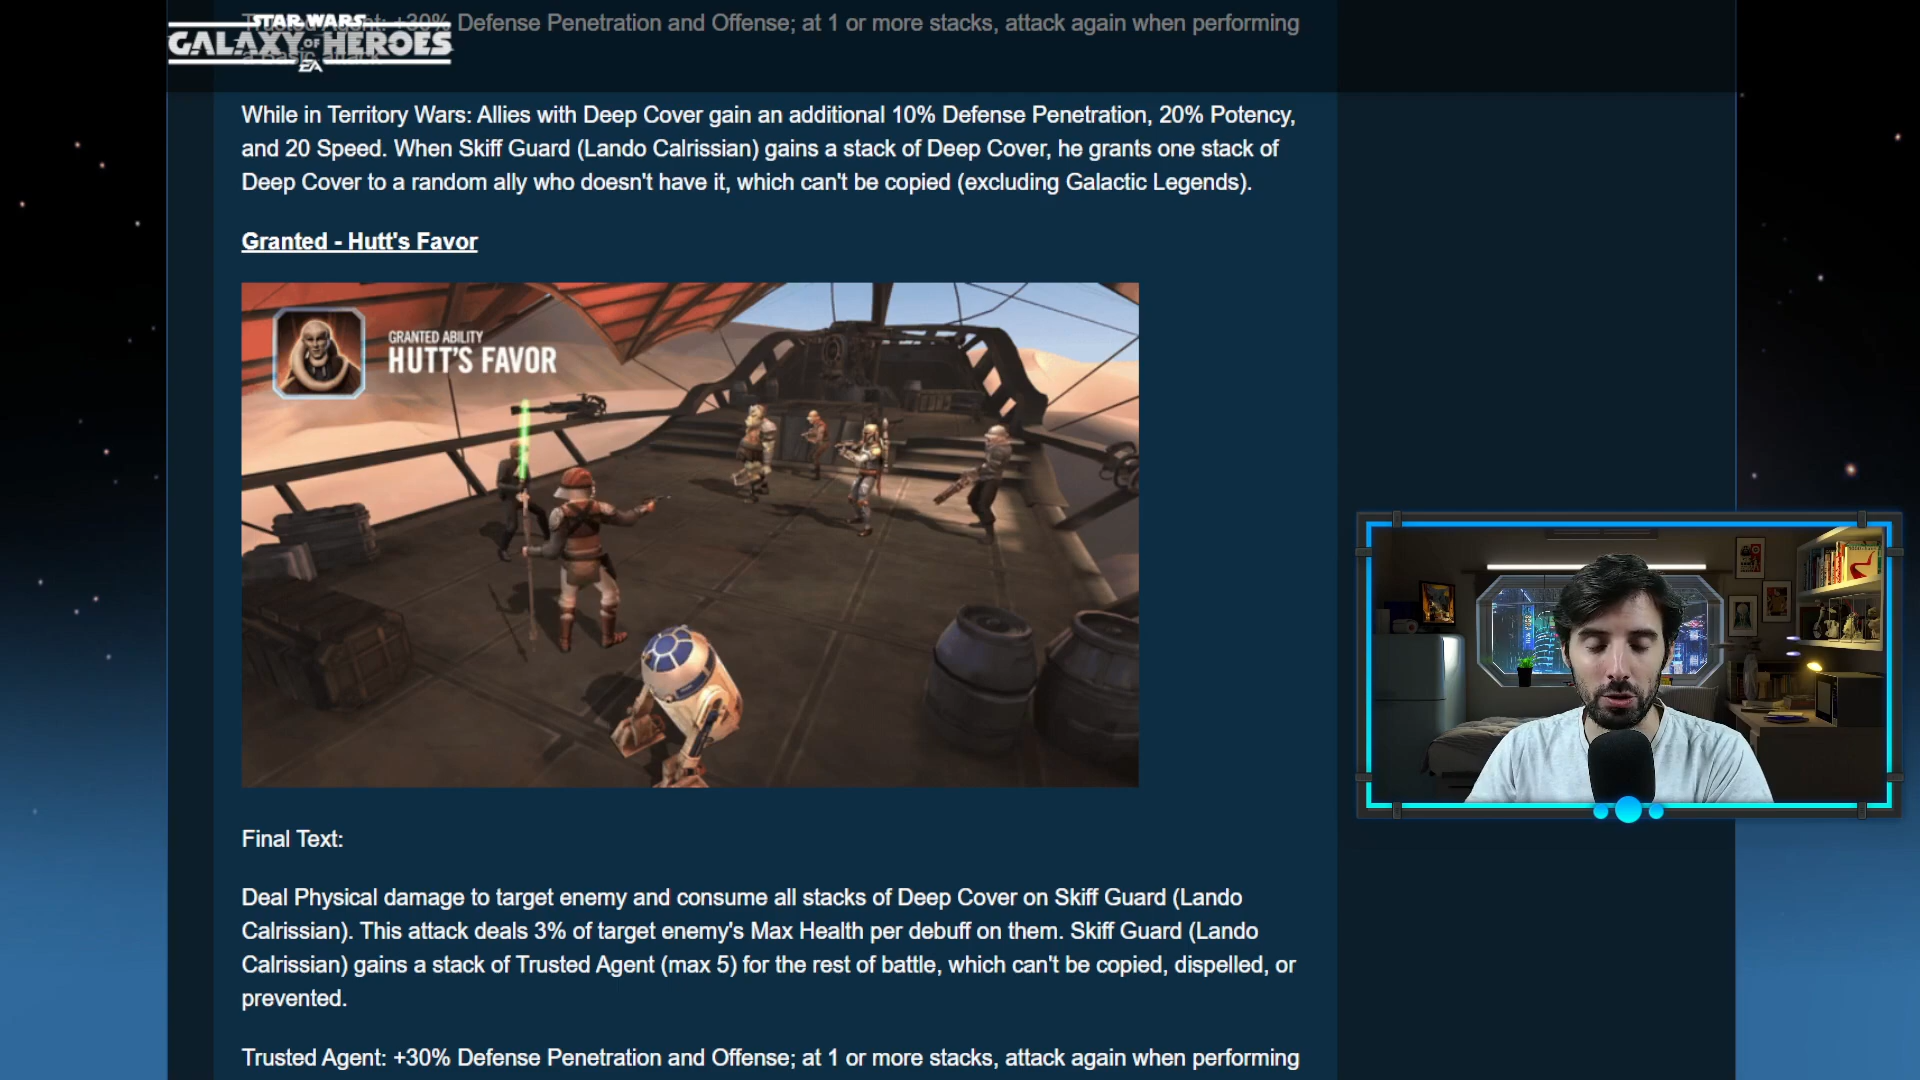 Trusted Agent: +30% Defense Penetration and Offense; at 1 or more stacks, attack again when performing
a Basic attack
STAR WARS
GALAXY OF HEROES
EA
While in Territory Wars: Allies with Deep Cover gain an additional 10% Defense Penetration, 20% Potency,
and 20 Speed. When Skiff Guard (Lando Calrissian) gains a stack of Deep Cover, he grants one stack of
Deep Cover to a random ally who doesn't have it, which can't be copied (excluding Galactic Legends).
Granted - Hutt's Favor
GRANTED ABILITY
HUTT'S FAVOR
Final Text:
Deal Physical damage to target enemy and consume all stacks of Deep Cover on Skiff Guard (Lando
Calrissian). This attack deals 3% of target enemy's Max Health per debuff on them. Skiff Guard (Lando
Calrissian) gains a stack of Trusted Agent (max 5) for the rest of battle, which can't be copied, dispelled, or
prevented.
Trusted Agent: +30% Defense Penetration and Offense; at 1 or more stacks, attack again when performing